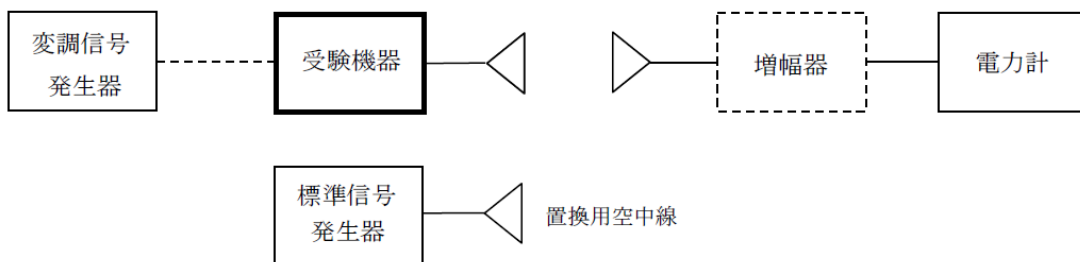 変調信号
発生器
受験機器
増幅器
電力計
標準信号
発生器
置換用空中線